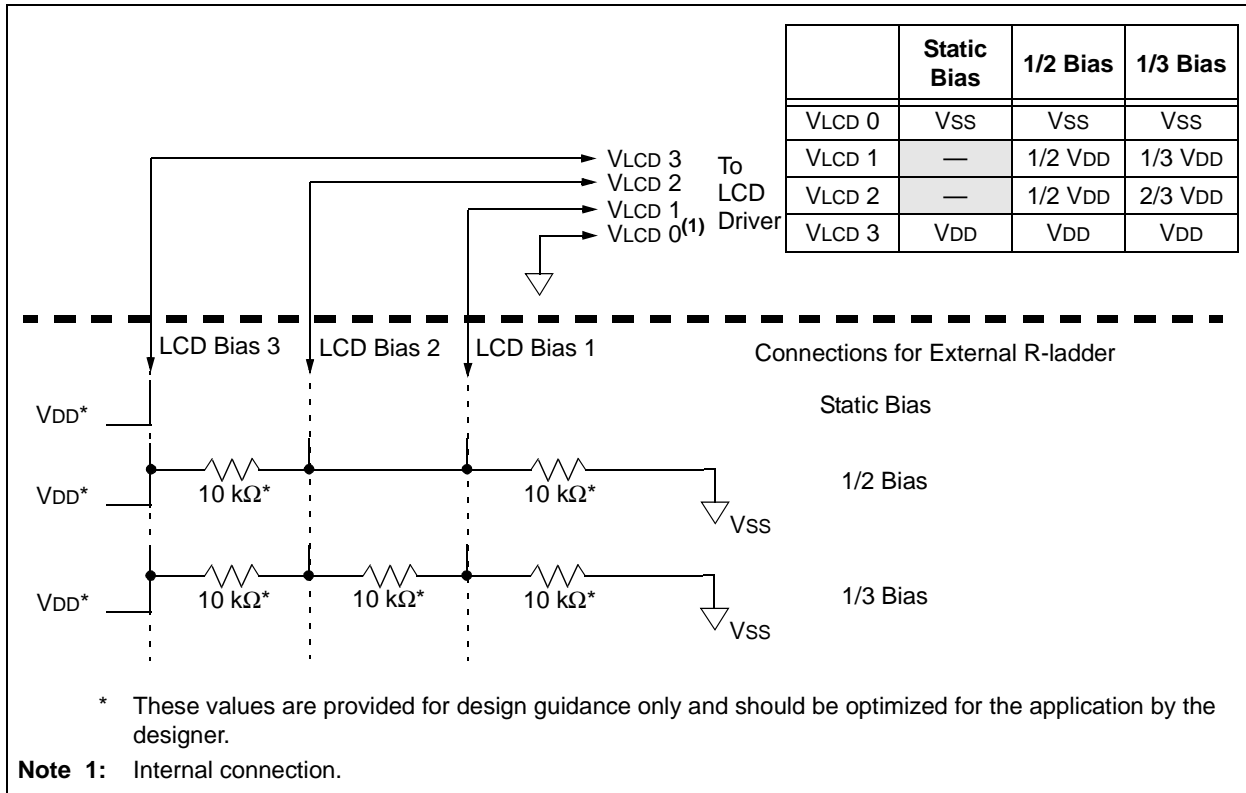 Static Bias 1/2 Bias 1/3 Bias
VLCD 0 VSS VSS VSS
VLCD 1 — 1/2 VDD 1/3 VDD
VLCD 2 — 1/2 VDD 2/3 VDD
VLCD 3 VDD VDD VDD
VLCD 3
VLCD 2
VLCD 1
VLCD 0(1)
To
LCD
Driver
LCD Bias 3 LCD Bias 2 LCD Bias 1 Connections for External R-ladder
VDD* Static Bias
VDD* 10 kΩ* 10 kΩ* VSS 1/2 Bias
VDD* 10 kΩ* 10 kΩ* 10 kΩ* VSS 1/3 Bias
* These values are provided for design guidance only and should be optimized for the application by the
designer.
Note 1: Internal connection.